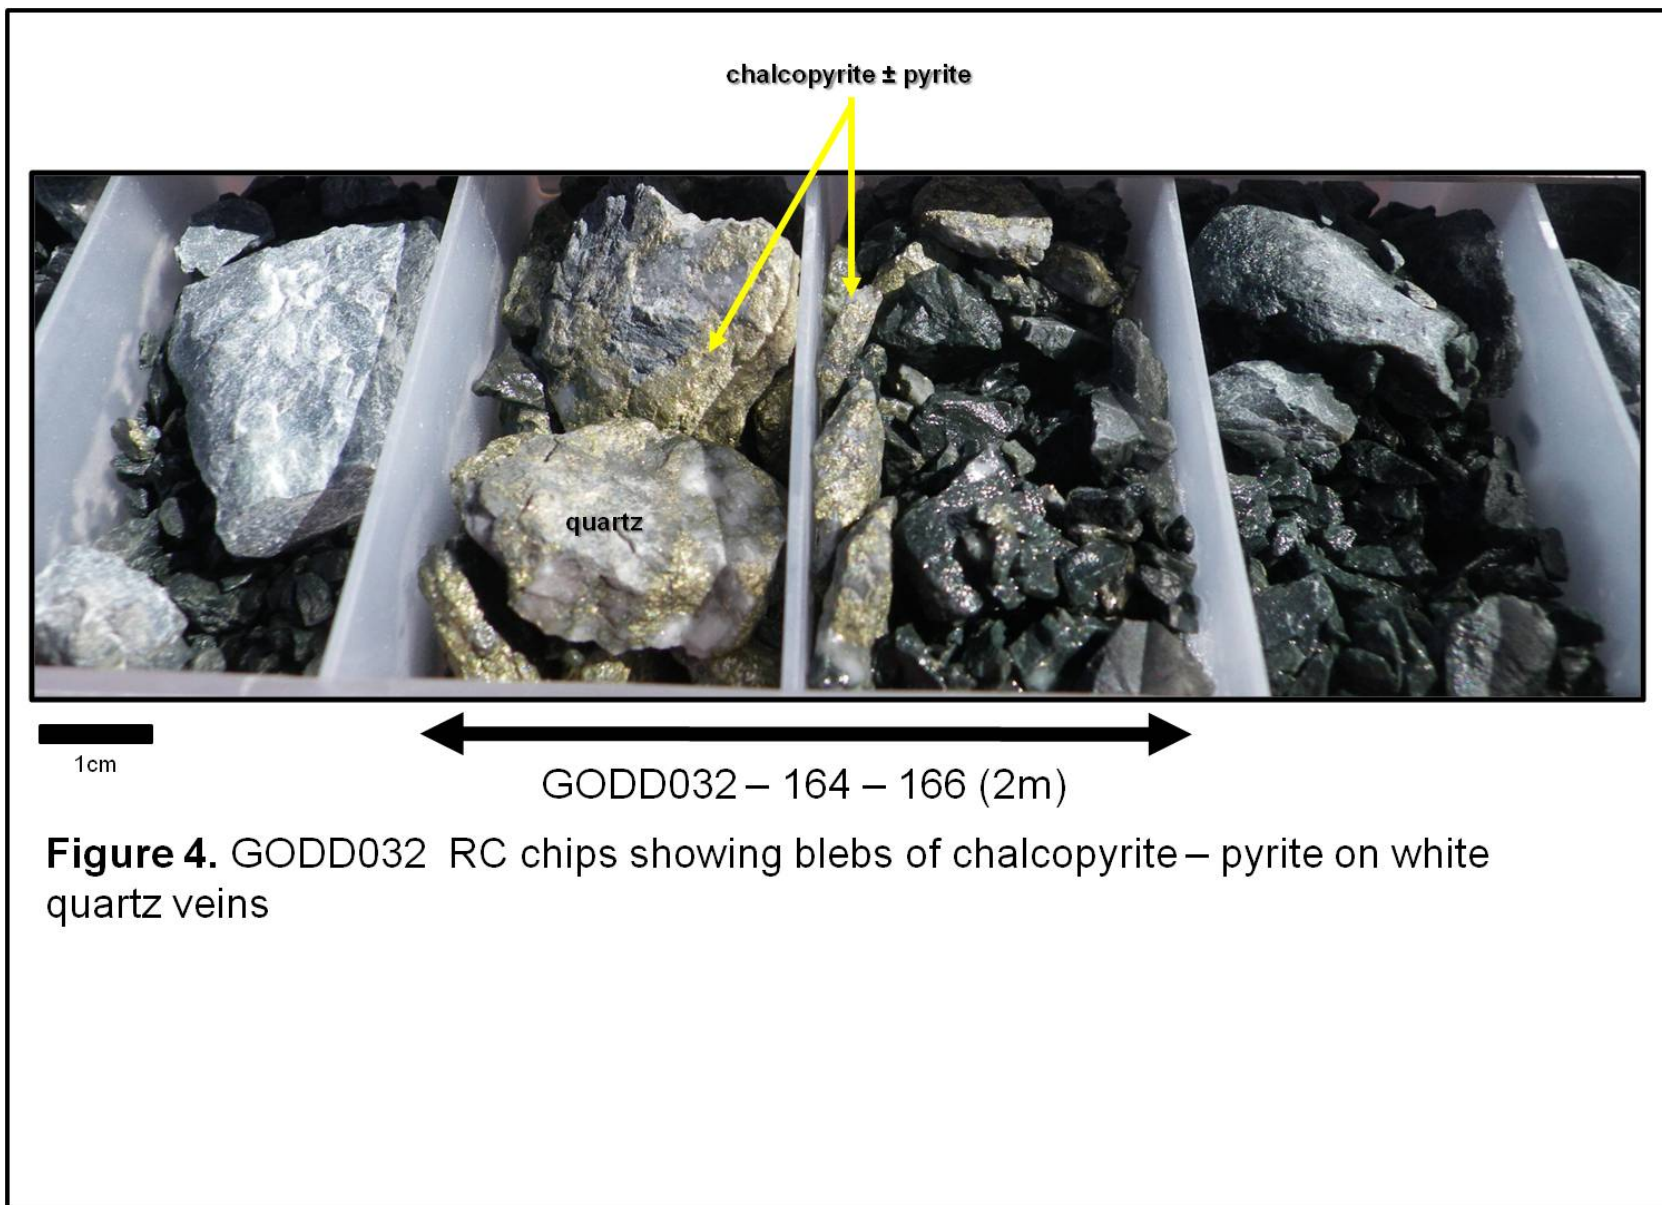 chalcopyrite ± pyrite
quartz
1cm
GODD032 – 164 – 166 (2m)
Figure 4. GODD032 RC chips showing blebs of chalcopyrite – pyrite on white
quartz veins